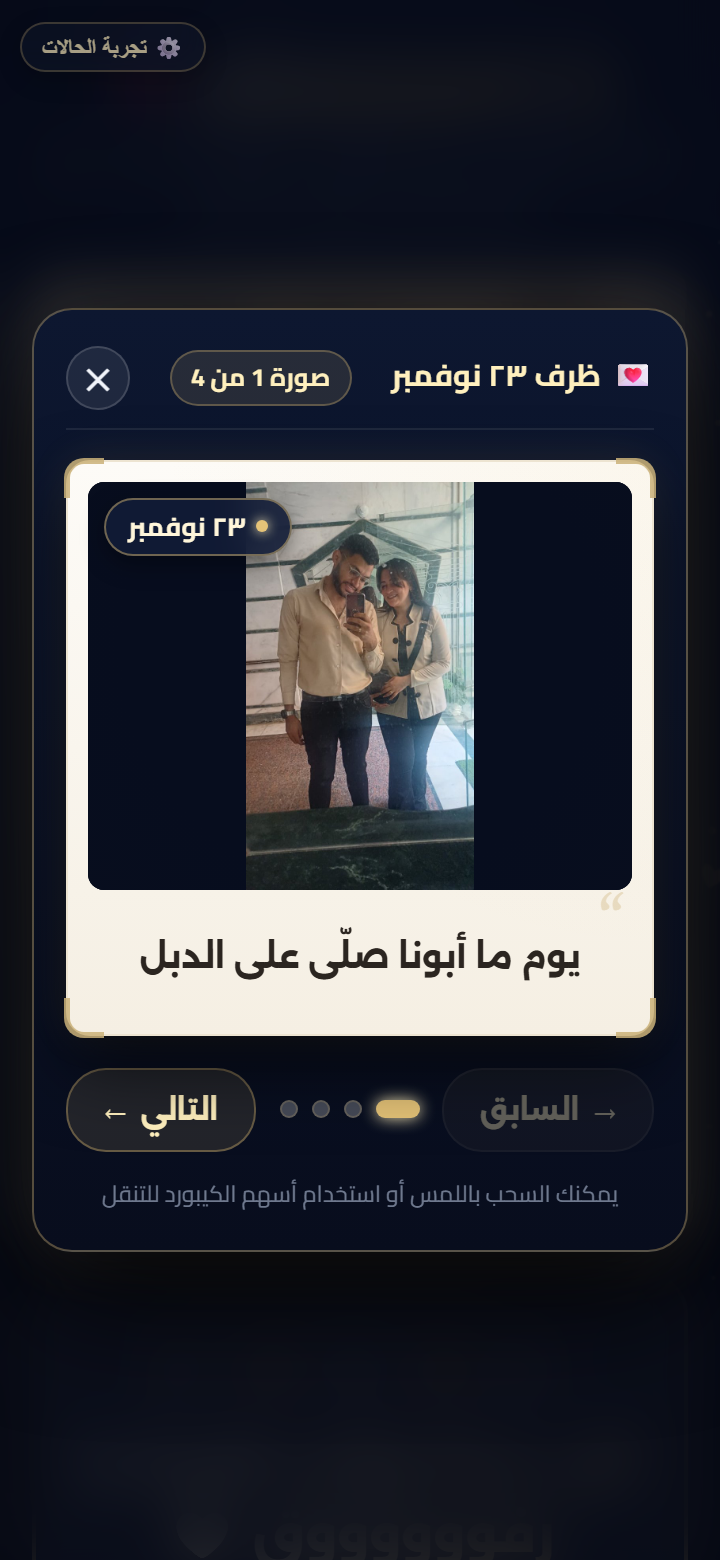 تجربة الحالات
ظرف ٢٣ نوفمبر
صورة 1 من 4
٢٣ نوفمبر
“
يوم ما أبونا صلّى على الدبل
→ السابق
التالي ←
يمكنك السحب باللمس أو استخدام أسهم الكيبورد للتنقل